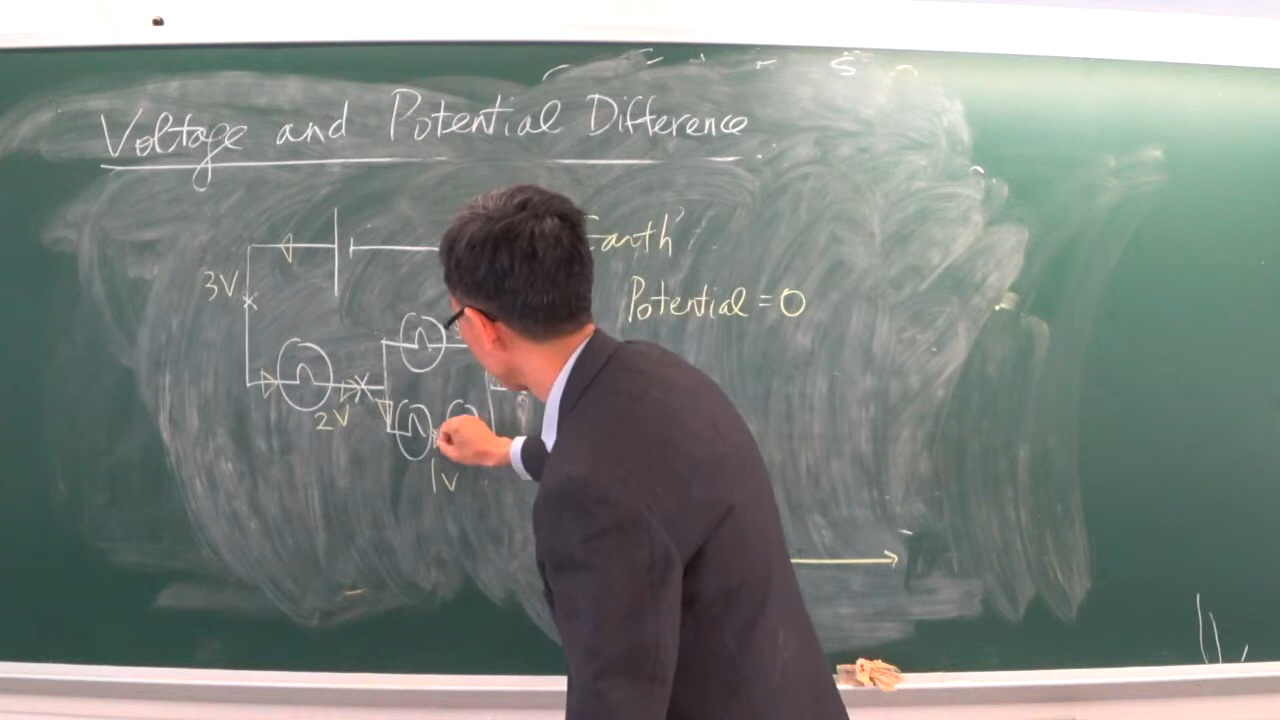 Voltage and Potential Difference
Earth'
Potential = 0
3V
2V
1V